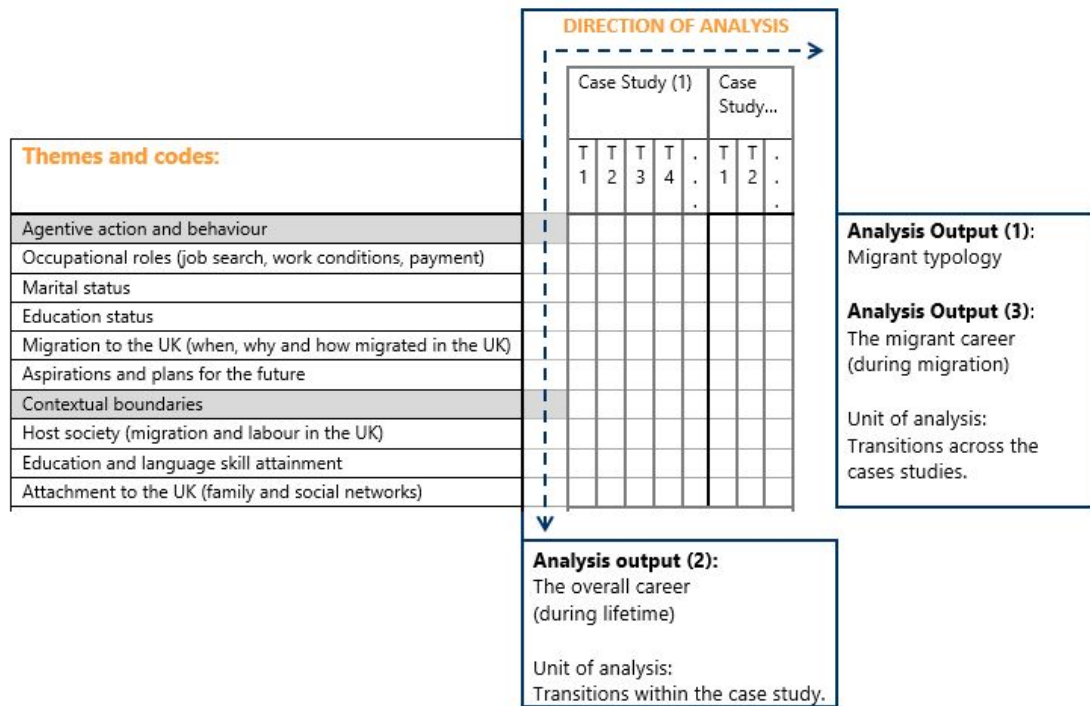 DIRECTION OF ANALYSIS
Case Study (1)
Case
Study...
Themes and codes:
T
1
T
2
T
3
T
4
.
.
.
T
1
T
2
.
.
.
Agentive action and behaviour
Occupational roles (job search, work conditions, payment)
Marital status
Education status
Migration to the UK (when, why and how migrated in the UK)
Aspirations and plans for the future
Contextual boundaries
Host society (migration and labour in the UK)
Education and language skill attainment
Attachment to the UK (family and social networks)
Analysis Output (1):
Migrant typology
Analysis Output (3):
The migrant career
(during migration)
Unit of analysis:
Transitions across the
cases studies.
Analysis output (2):
The overall career
(during lifetime)
Unit of analysis:
Transitions within the case study.